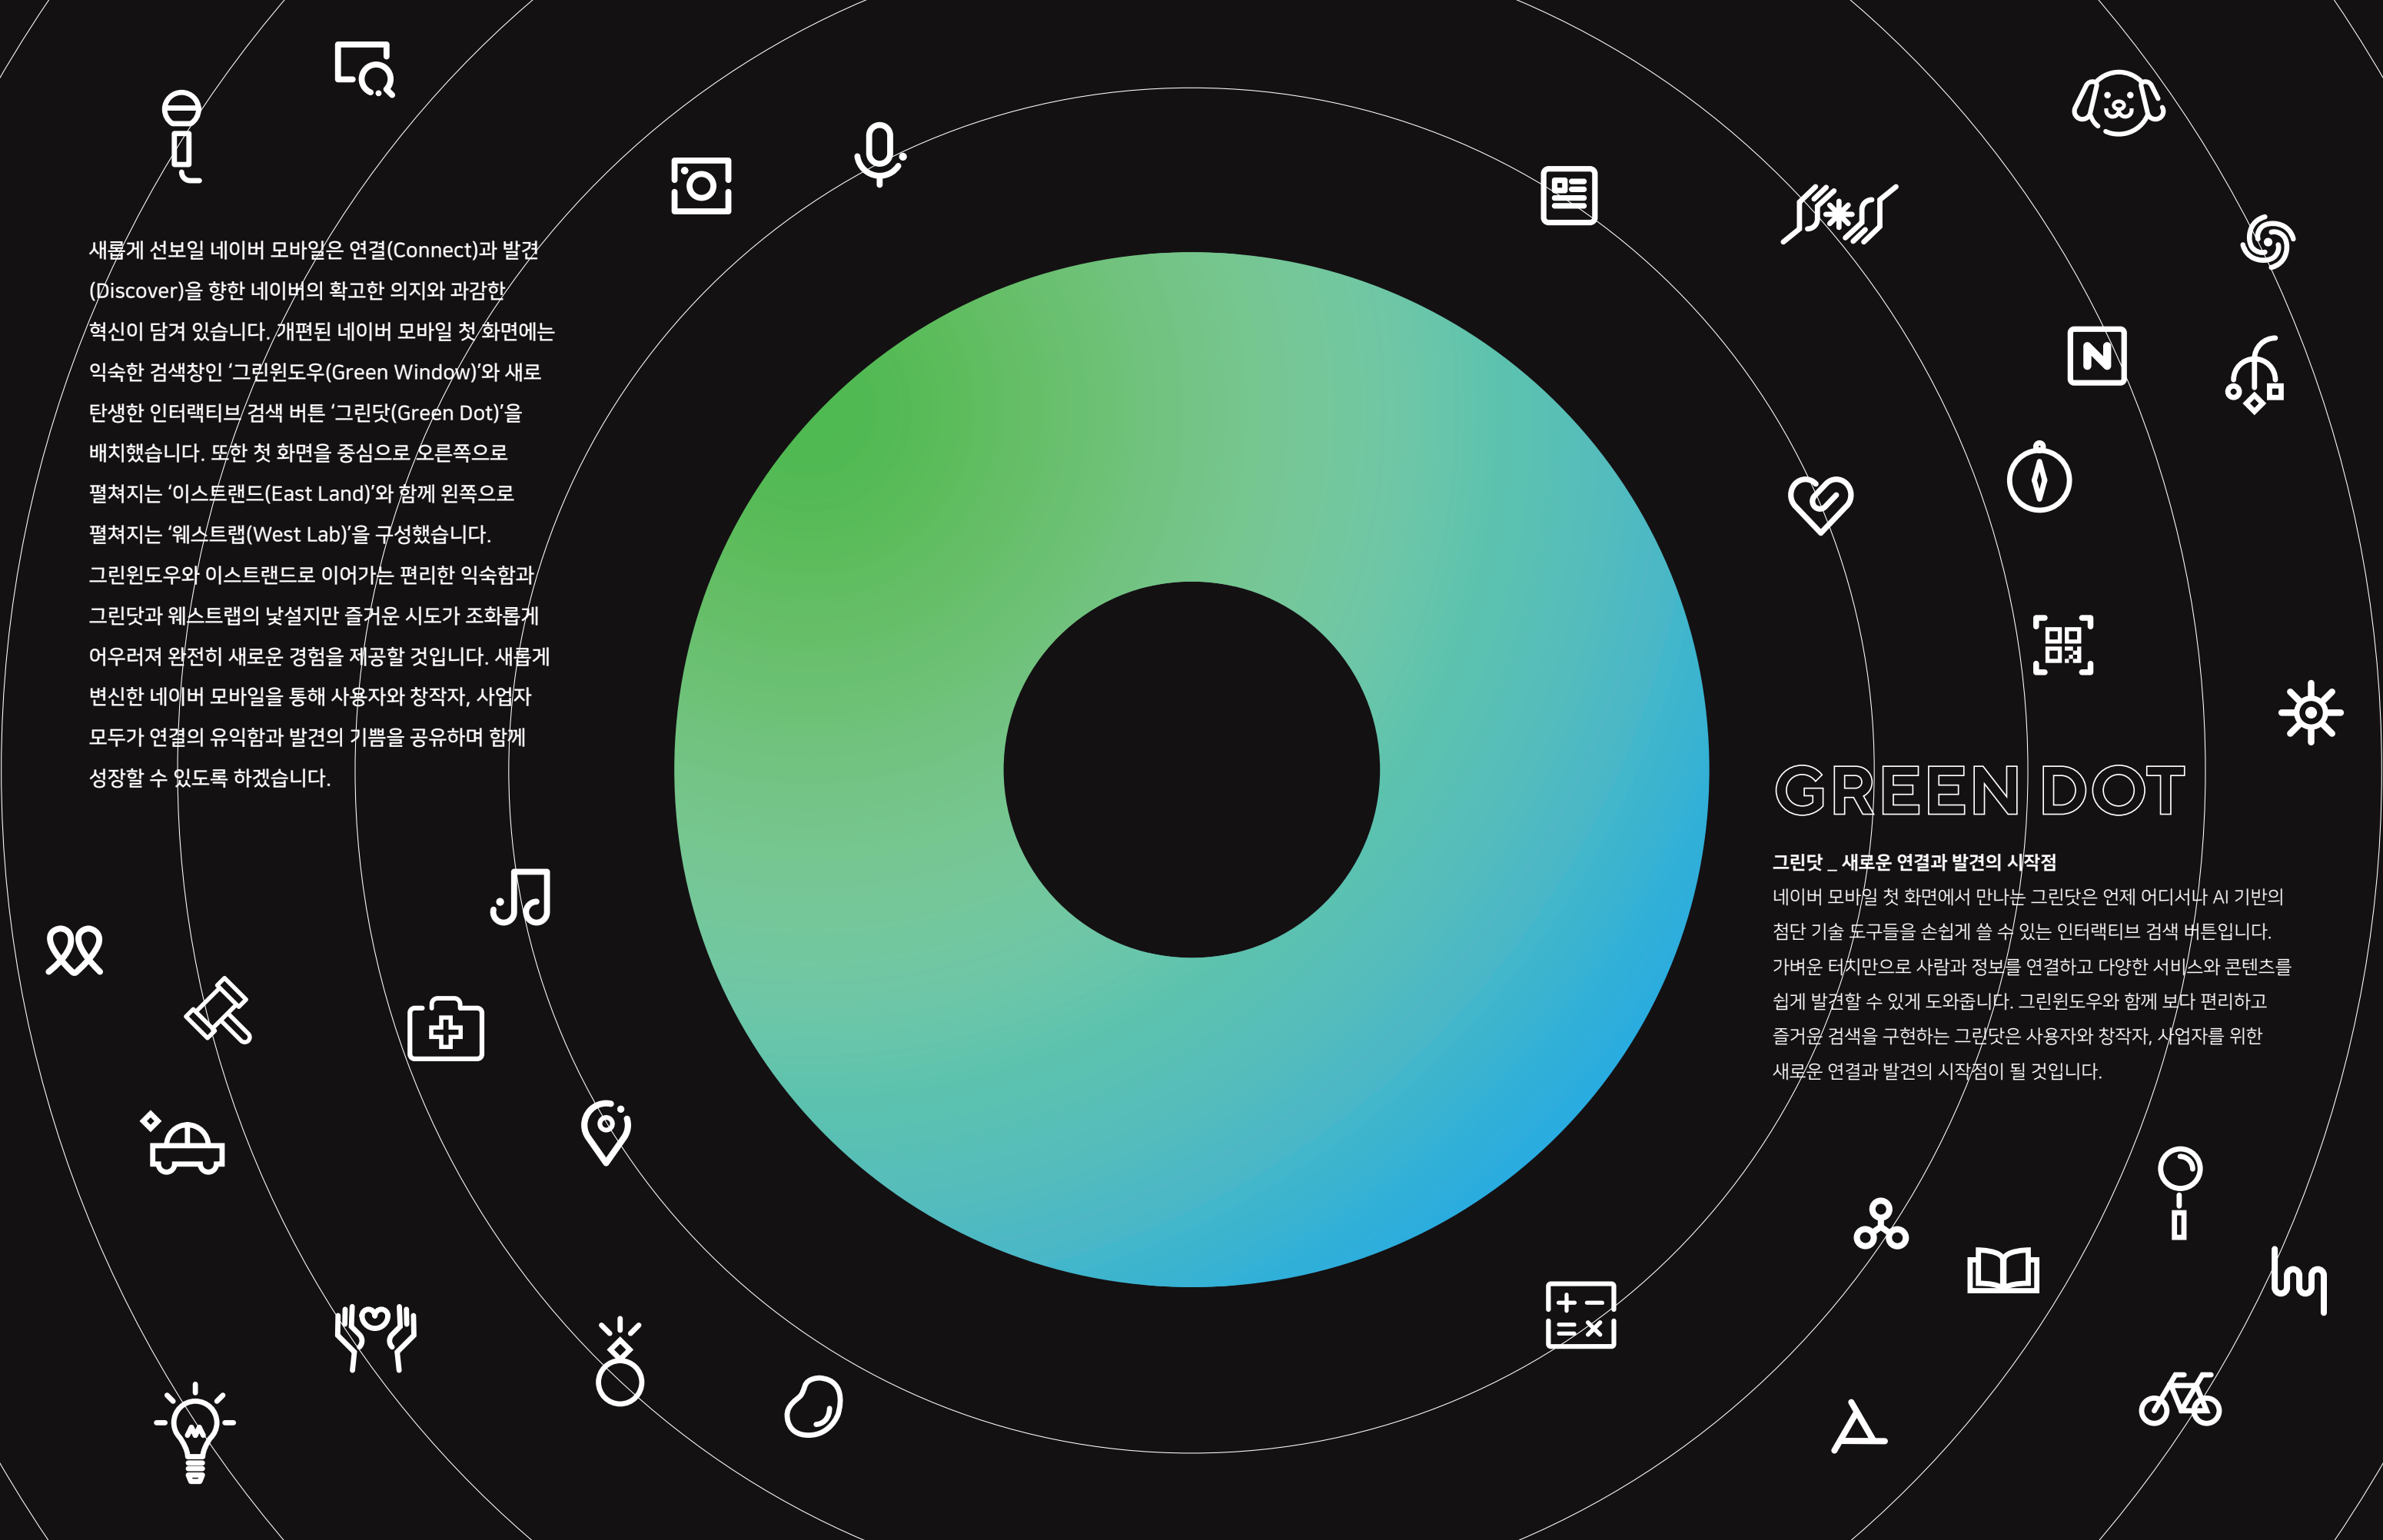 새롭게 선보일 네이버 모바일은 연결(Connect)과 발견
(Discover)을 향한 네이버의 확고한 의지와 과감한
혁신이 담겨 있습니다. 개편된 네이버 모바일 첫 화면에는
익숙한 검색창인 ‘그린윈도우(Green Window)’와 새로
탄생한 인터랙티브 검색 버튼 ‘그린닷(Green Dot)’을
배치했습니다. 또한 첫 화면을 중심으로 오른쪽으로
펼쳐지는 ‘이스트랜드(East Land)’와 함께 왼쪽으로
펼쳐지는 ‘웨스트랩(West Lab)’을 구성했습니다.
그린윈도우와 이스트랜드로 이어가는 편리한 익숙함과
그린닷과 웨스트랩의 낯설지만 즐거운 시도가 조화롭게
어우러져 완전히 새로운 경험을 제공할 것입니다. 새롭게
변신한 네이버 모바일을 통해 사용자와 창작자, 사업자
모두가 연결의 유익함과 발견의 기쁨을 공유하며 함께
성장할 수 있도록 하겠습니다.
N
GREEN DOT
그린닷 _ 새로운 연결과 발견의 시작점
네이버 모바일 첫 화면에서 만나는 그린닷은 언제 어디서나 AI 기반의
첨단 기술 도구들을 손쉽게 쓸 수 있는 인터랙티브 검색 버튼입니다.
가벼운 터치만으로 사람과 정보를 연결하고 다양한 서비스와 콘텐츠를
쉽게 발견할 수 있게 도와줍니다. 그린윈도우와 함께 보다 편리하고
즐거운 검색을 구현하는 그린닷은 사용자와 창작자, 사업자를 위한
새로운 연결과 발견의 시작점이 될 것입니다.